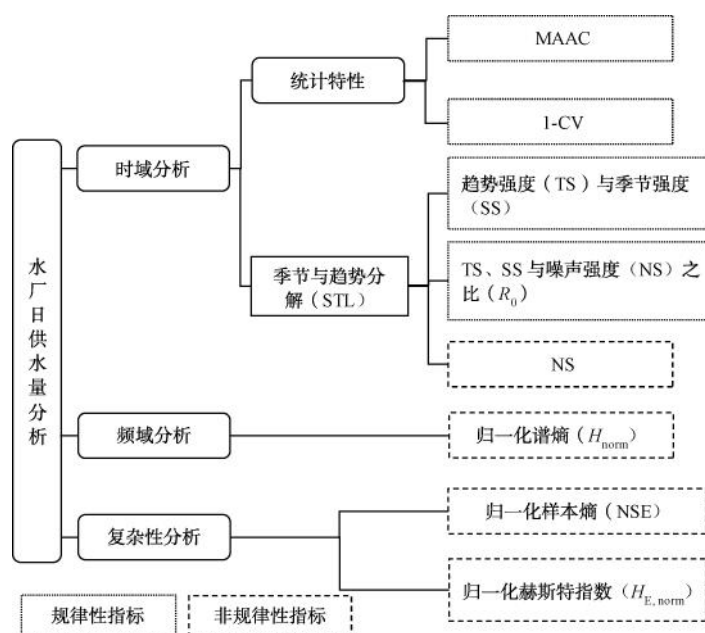 MAAC
统计特性
1-CV
时域分析
趋势强度（TS）与季节强度
（SS）
水厂日供水量分析
季节与趋势分
解（STL）
TS、SS 与噪声强度（NS）之
比（R0）
NS
频域分析
归一化谱熵（Hnorm）
复杂性分析
归一化样本熵（NSE）
归一化赫斯特指数（HE, norm）
规律性指标
非规律性指标